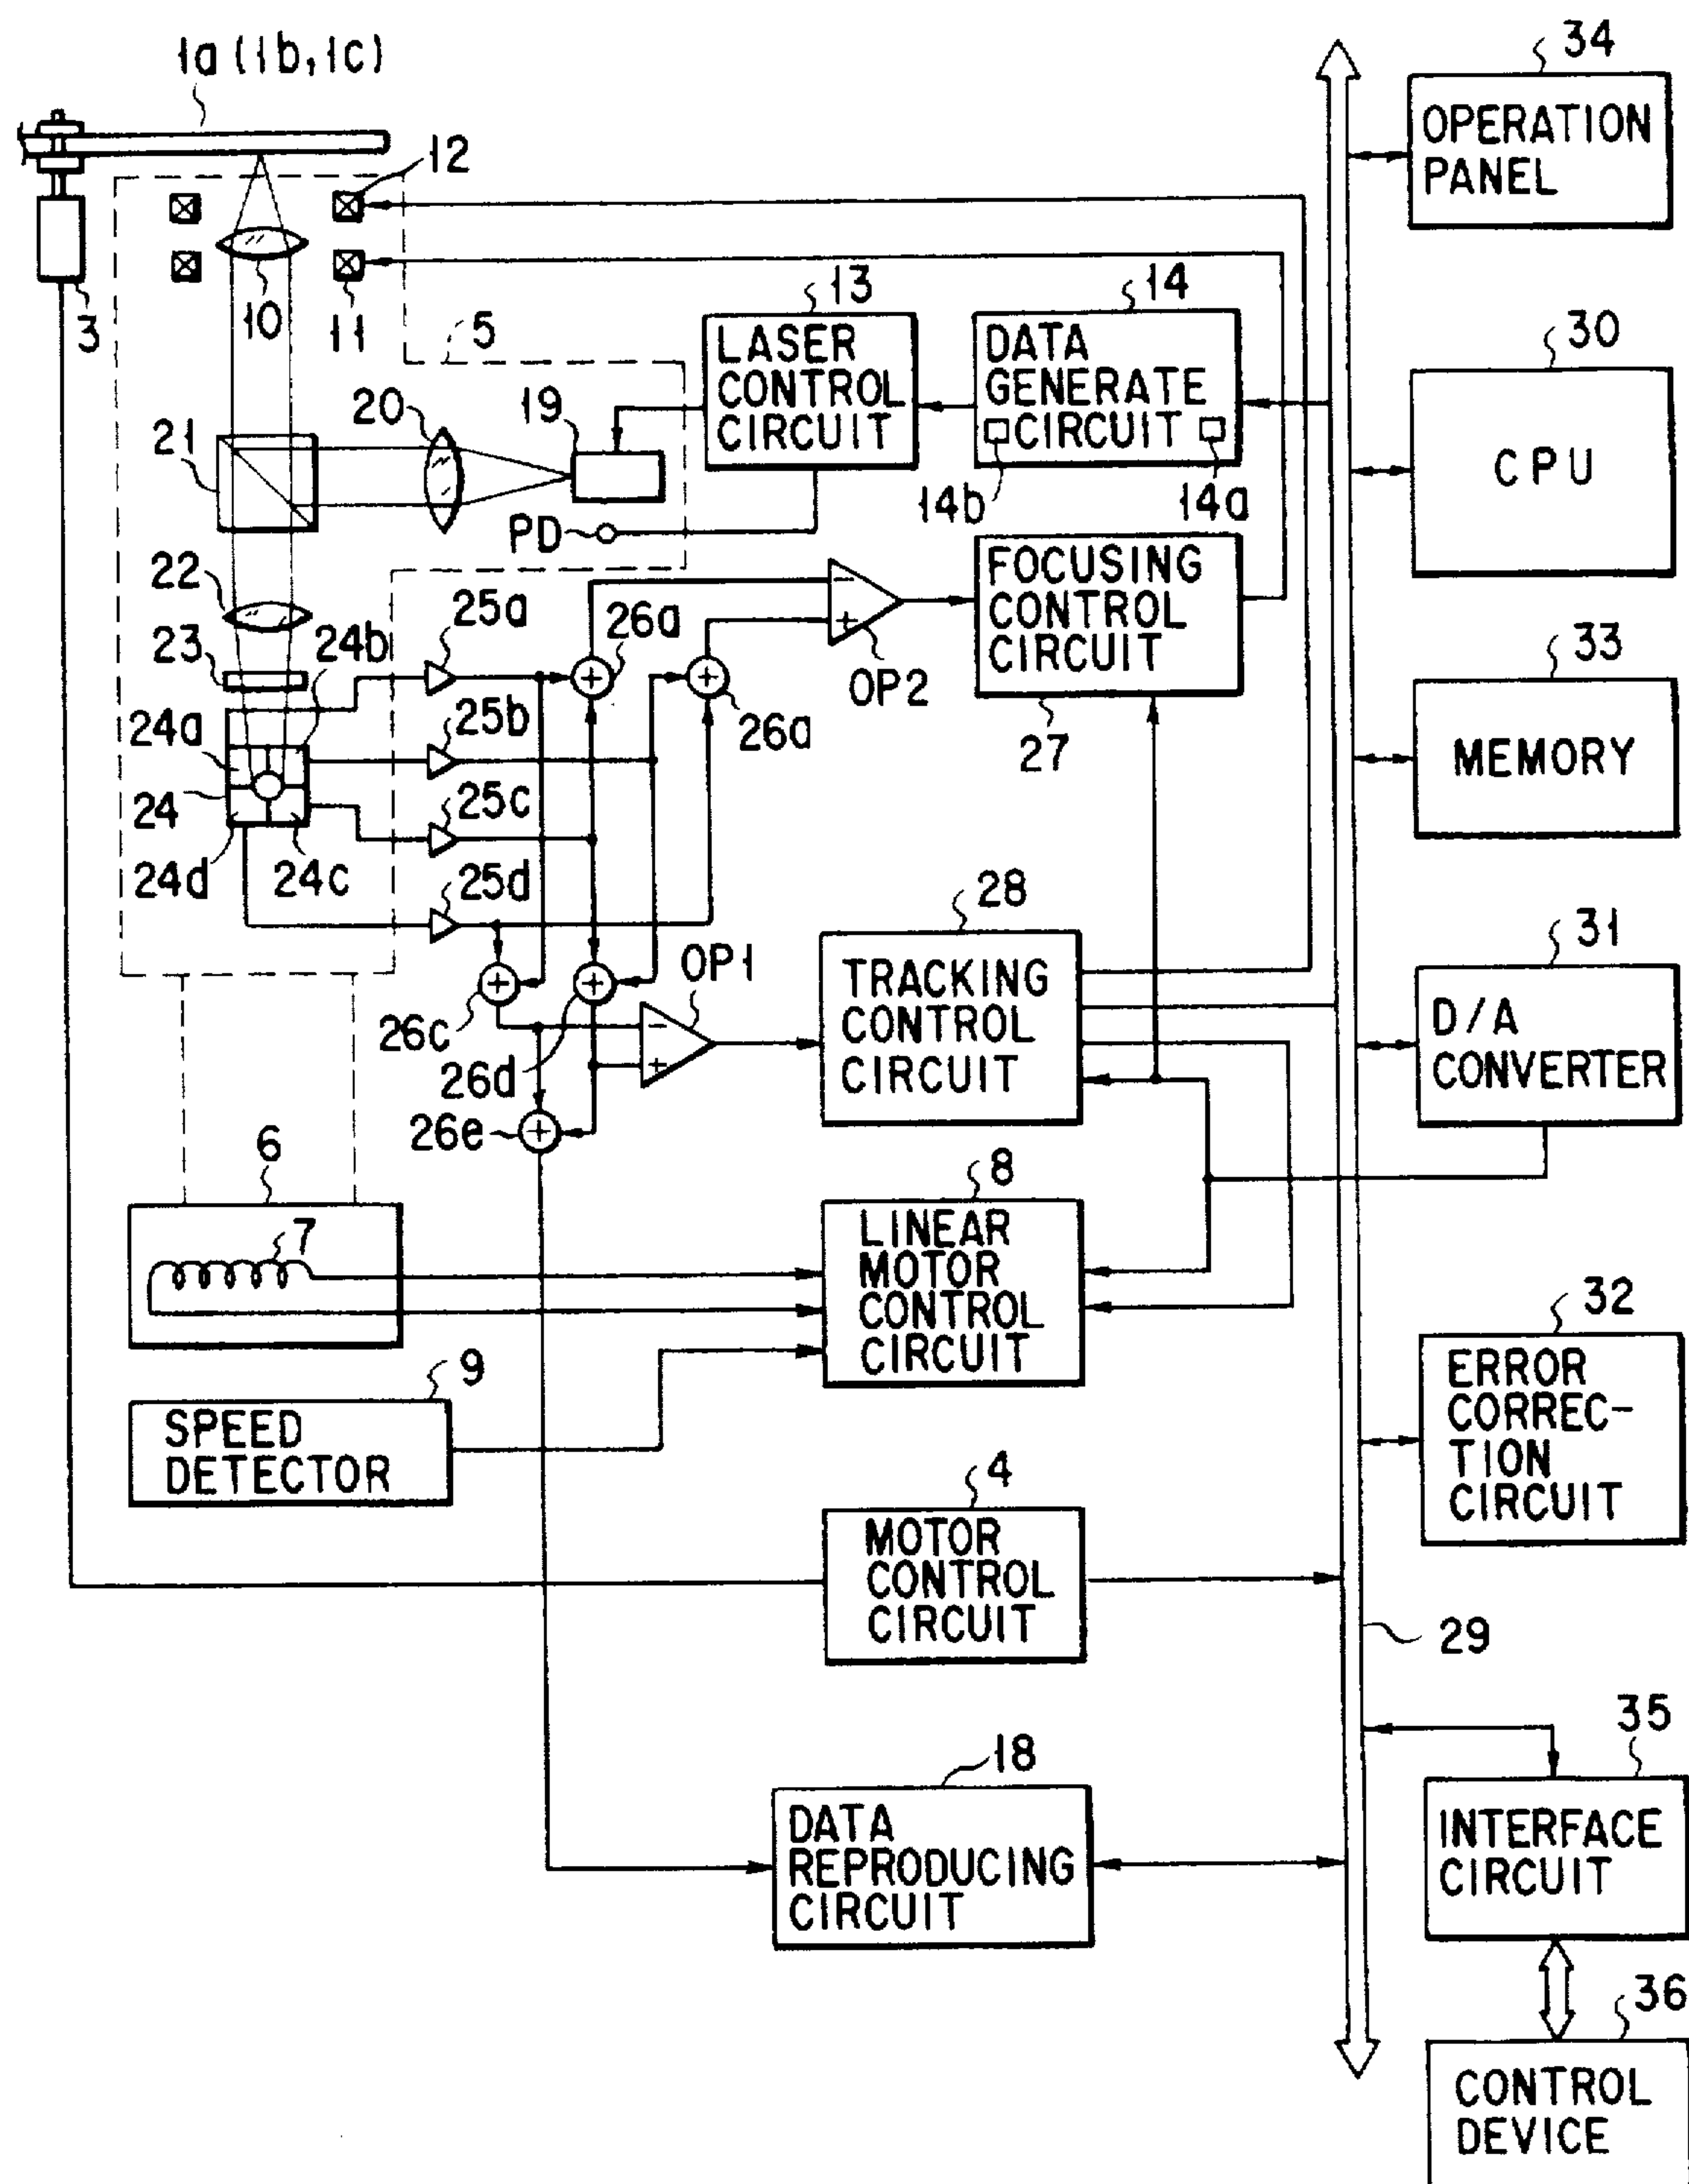 1a (1b, 1c)
34
OPERATION
PANEL
12
3
10
11
5
13
LASER
CONTROL
CIRCUIT
14
DATA
GENERATE
CIRCUIT
14b
14a
30
CPU
21
20
19
PD
22
23
24b
24a
24
24d
24c
25a
25b
25c
25d
26a
26a
−
+
OP2
FOCUSING
CONTROL
CIRCUIT
27
33
MEMORY
+
+
+
+
26c
26d
−
+
OP1
28
TRACKING
CONTROL
CIRCUIT
31
D/A
CONVERTER
26e
+
6
7
8
LINEAR
MOTOR
CONTROL
CIRCUIT
32
ERROR
CORREC-
TION
CIRCUIT
9
SPEED
DETECTOR
4
MOTOR
CONTROL
CIRCUIT
29
18
DATA
REPRODUCING
CIRCUIT
35
INTERFACE
CIRCUIT
36
CONTROL
DEVICE